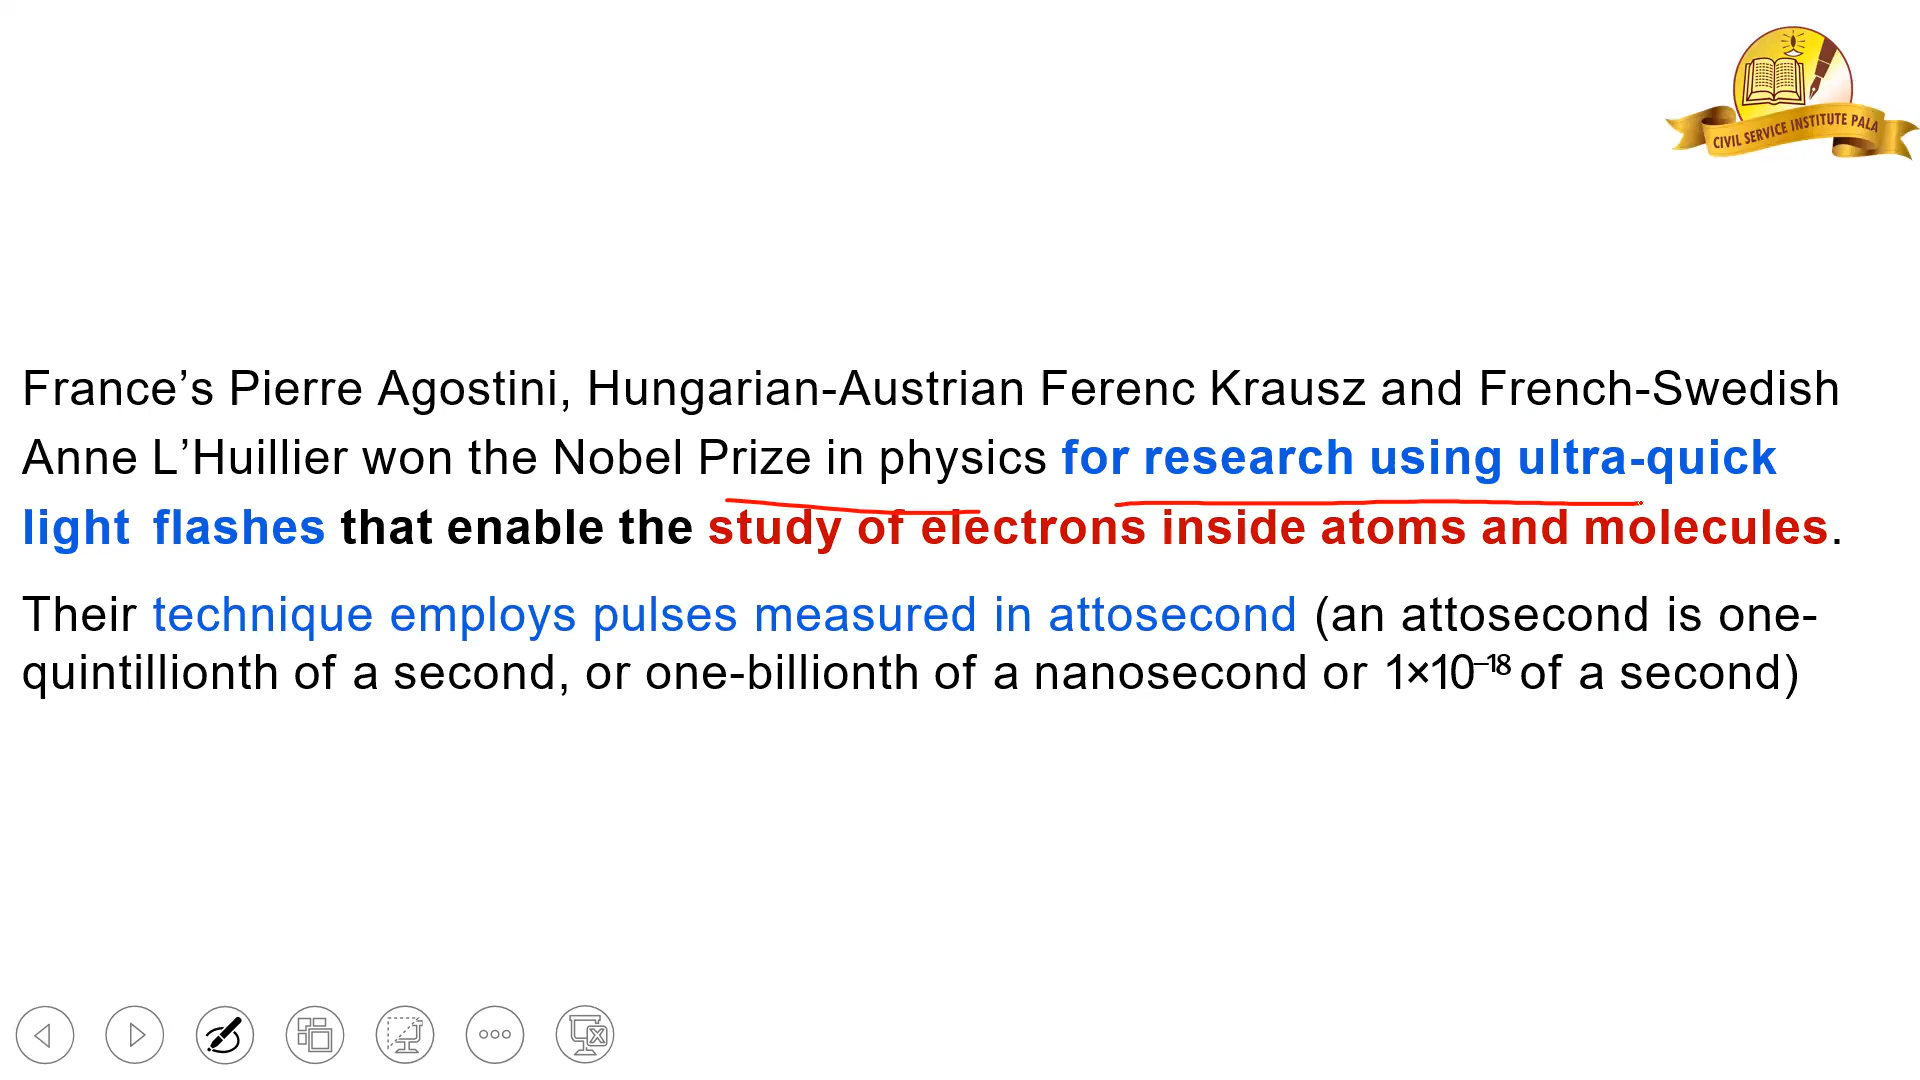 CIVIL SERVICE INSTITUTE PALA
France’s Pierre Agostini, Hungarian-Austrian Ferenc Krausz and French-Swedish
Anne L’Huillier won the Nobel Prize in physics for research using ultra-quick
light flashes that enable the study of electrons inside atoms and molecules.
Their technique employs pulses measured in attosecond (an attosecond is one-
quintillionth of a second, or one-billionth of a nanosecond or 1×10⁻¹⁸ of a second)